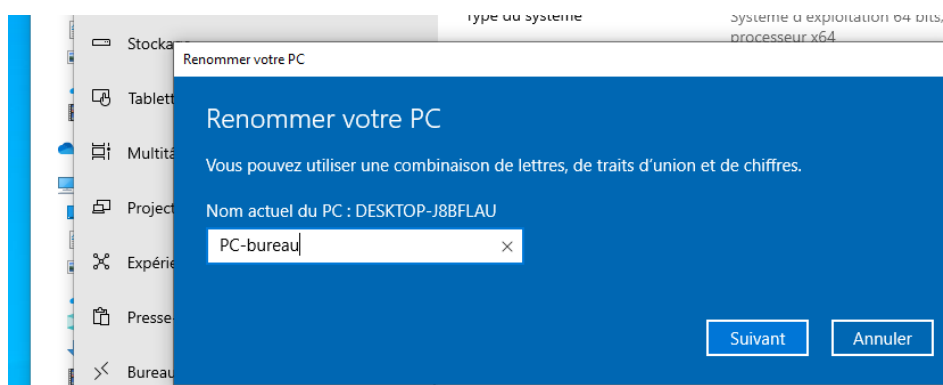 Type du système
Système d'exploitation 64 bits,
processeur x64
Stockage
Renommer votre PC
Tablett
Renommer votre PC
Multitâ
Vous pouvez utiliser une combinaison de lettres, de traits d’union et de chiffres.
Project
Nom actuel du PC : DESKTOP-J8BFLAU
PC-bureau
Expérie
Presse-
Suivant
Annuler
Bureau